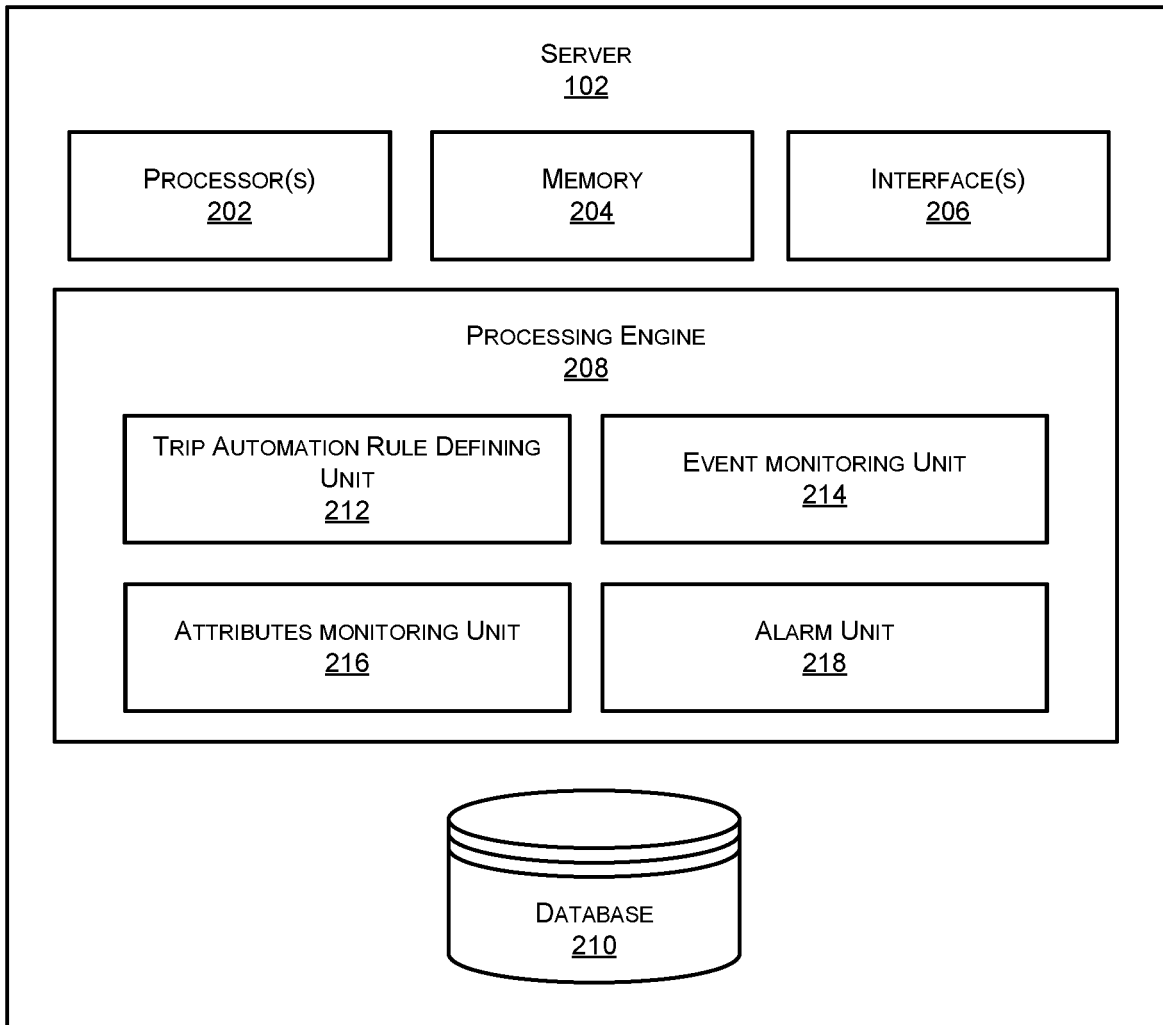 SERVER
102
PROCESSOR(S)
202
MEMORY
204
INTERFACE(S)
206
PROCESSING ENGINE
208
TRIP AUTOMATION RULE DEFINING
UNIT
212
EVENT MONITORING UNIT
214
ATTRIBUTES MONITORING UNIT
216
ALARM UNIT
218
DATABASE
210